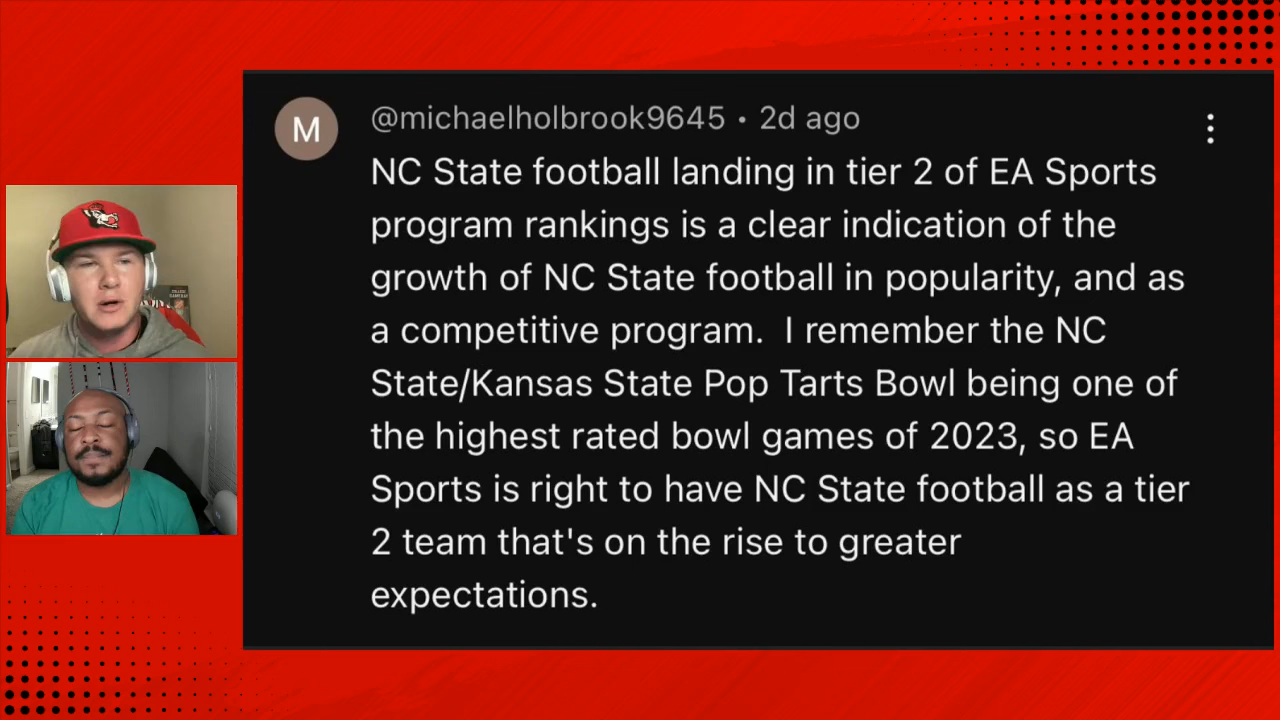 M
@michaelholbrook9645 • 2d ago
NC State football landing in tier 2 of EA Sports
program rankings is a clear indication of the
growth of NC State football in popularity, and as
a competitive program.  I remember the NC
State/Kansas State Pop Tarts Bowl being one of
the highest rated bowl games of 2023, so EA
Sports is right to have NC State football as a tier
2 team that's on the rise to greater
expectations.